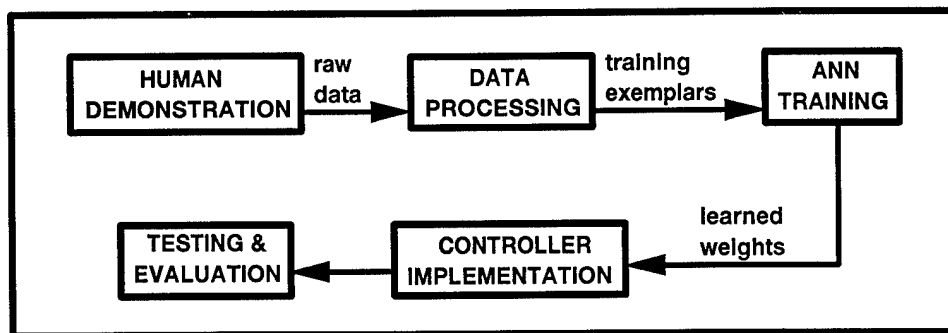 HUMAN
DEMONSTRATION
raw
data
DATA
PROCESSING
training
exemplars
ANN
TRAINING
learned
weights
CONTROLLER
IMPLEMENTATION
TESTING &
EVALUATION